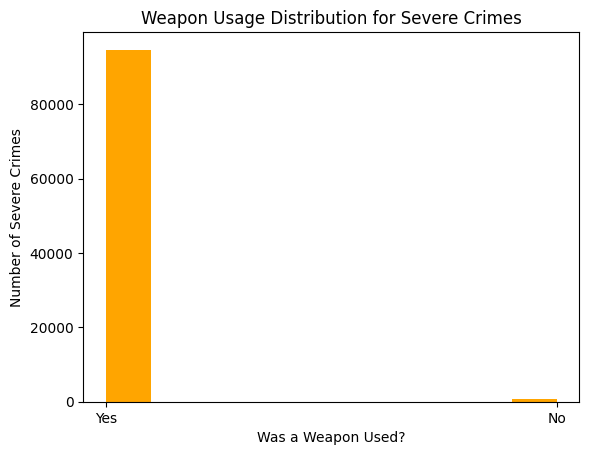 Weapon Usage Distribution for Severe Crimes
Number of Severe Crimes
80000
60000
40000
20000
0
Yes
No
Was a Weapon Used?